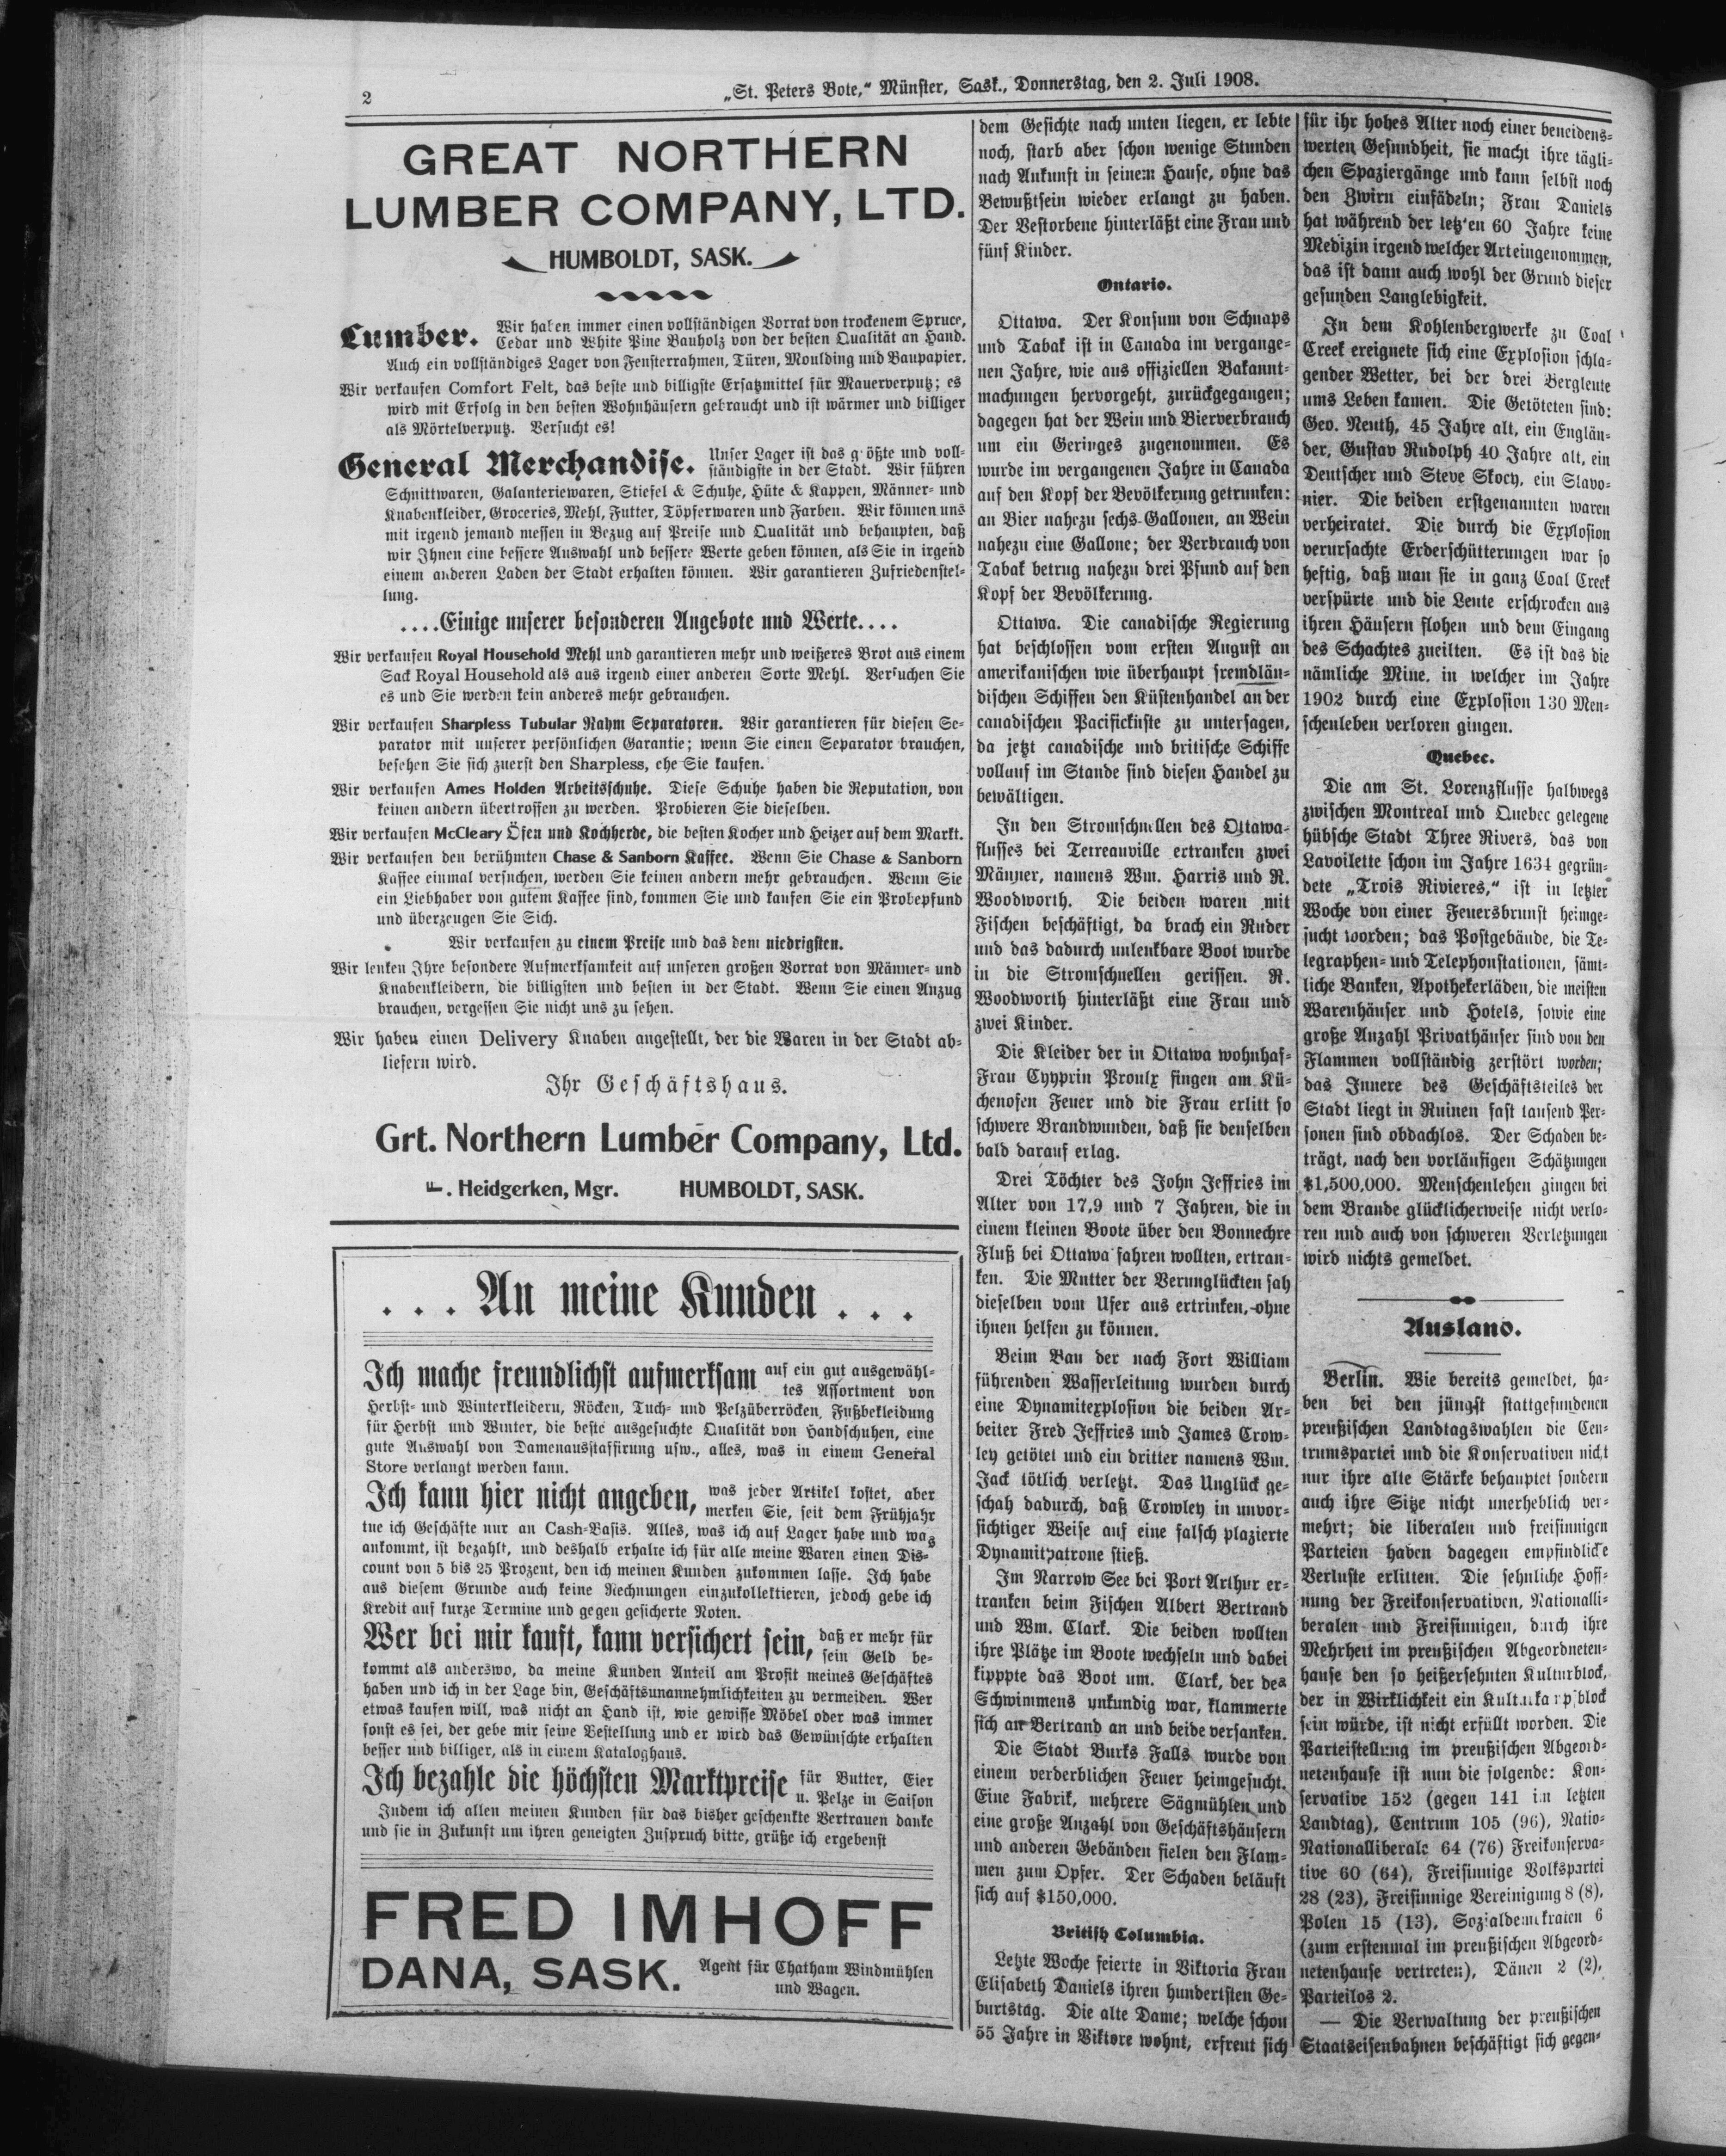 2
„St. Peters Bote,“ Münster, Sask., Donnerstag, den 2. Juli 1908.
GREAT NORTHERN
LUMBER COMPANY, LTD.
HUMBOLDT, SASK.
Lumber. Wir haben immer einen vollständigen Vorrat von trockenem Spruce,
Cedar und White Pine Bauholz von der besten Qualität an Hand.
Auch ein vollständiges Lager von Fensterrahmen, Türen, Moulding und Baupapier.
Wir verkaufen Comfort Felt, das beste und billigste Ersatzmittel für Mauerverputz; es
wird mit Erfolg in den besten Wohnhäusern gebraucht und ist wärmer und billiger
als Mörtelverputz. Versucht es!
General Merchandise. Unser Lager ist das größte und voll-
ständigste in der Stadt. Wir führen
Schnittwaren, Galanteriewaren, Stiefel & Schuhe, Hüte & Kappen, Männer- und
Knabenkleider, Groceries, Mehl, Futter, Töpferwaren und Farben. Wir können uns
mit irgend jemand messen in Bezug auf Preise und Qualität und behaupten, daß
wir Ihnen eine bessere Auswahl und bessere Werte geben können, als Sie in irgend
einem anderen Laden der Stadt erhalten können. Wir garantieren Zufriedenstel-
lung.
....Einige unserer besonderen Angebote und Werte....
Wir verkaufen Royal Household Mehl und garantieren mehr und weißeres Brot aus einem
Sack Royal Household als aus irgend einer anderen Sorte Mehl. Versuchen Sie
es und Sie werden kein anderes mehr gebrauchen.
Wir verkaufen Sharpless Tubular Rahm Separatoren. Wir garantieren für diesen Se-
parator mit unserer persönlichen Garantie; wenn Sie einen Separator brauchen,
besehen Sie sich zuerst den Sharpless, ehe Sie kaufen.
Wir verkaufen Ames Holden Arbeitsschuhe. Diese Schuhe haben die Reputation, von
keinen andern übertroffen zu werden. Probieren Sie dieselben.
Wir verkaufen McCleary Öfen und Kochherde, die besten Kocher und Heizer auf dem Markt.
Wir verkaufen den berühmten Chase & Sanborn Kaffee. Wenn Sie Chase & Sanborn
Kaffee einmal versuchen, werden Sie keinen andern mehr gebrauchen. Wenn Sie
ein Liebhaber von gutem Kaffee sind, kommen Sie und kaufen Sie ein Probepfund
und überzeugen Sie Sich.
Wir verkaufen zu einem Preise und das dem niedrigsten.
Wir lenken Ihre besondere Aufmerksamkeit auf unseren großen Vorrat von Männer- und
Knabenkleidern, die billigsten und besten in der Stadt. Wenn Sie einen Anzug
brauchen, vergessen Sie nicht uns zu sehen.
Wir haben einen Delivery Knaben angestellt, der die Waren in der Stadt ab-
liefern wird.
Ihr Geschäftshaus.
Grt. Northern Lumber Company, Ltd.
F. Heidgerken, Mgr. HUMBOLDT, SASK.
. . . An meine Kunden . . .
Ich mache freundlichst aufmerksam auf ein gut ausgewähl-
tes Assortment von
Herbst- und Winterkleidern, Röcken, Tuch- und Pelzüberröcken, Fußbekleidung
für Herbst und Winter, die beste ausgesuchte Qualität von Handschuhen, eine
gute Auswahl von Damenausstaffirung usw., alles, was in einem General
Store verlangt werden kann.
Ich kann hier nicht angeben, was jeder Artikel kostet, aber
merken Sie, seit dem Frühjahr
tue ich Geschäfte nur an Cash-Basis. Alles, was ich auf Lager habe und was
ankommt, ist bezahlt, und deshalb erhalte ich für alle meine Waren einen Dis-
count von 5 bis 25 Prozent, den ich meinen Kunden zukommen lasse. Ich habe
aus diesem Grunde auch keine Rechnungen einzukollektieren, jedoch gebe ich
Kredit auf kurze Termine und gegen gesicherte Noten.
Wer bei mir kauft, kann versichert sein, daß er mehr für
sein Geld be-
kommt als anderswo, da meine Kunden Anteil am Profit meines Geschäftes
haben und ich in der Lage bin, Geschäftsunannehmlichkeiten zu vermeiden. Wer
etwas kaufen will, was nicht an Hand ist, wie gewisse Möbel oder was immer
sonst es sei, der gebe mir seine Bestellung und er wird das Gewünschte erhalten
besser und billiger, als in einem Kataloghaus.
Ich bezahle die höchsten Marktpreise für Butter, Eier
u. Pelze in Saison
Indem ich allen meinen Kunden für das bisher geschenkte Vertrauen danke
und sie in Zukunft um ihren geneigten Zuspruch bitte, grüße ich ergebenst
FRED IMHOFF
DANA, SASK. Agent für Chatham Windmühlen
und Wagen.
dem Gesichte nach unten liegen, er lebte
noch, starb aber schon wenige Stunden
nach Ankunft in seinem Hause, ohne das
Bewußtsein wieder erlangt zu haben.
Der Vestorbene hinterläßt eine Frau und
fünf Kinder.
Ontario.
Ottawa. Der Konsum von Schnaps
und Tabak ist in Canada im vergange-
nen Jahre, wie aus offiziellen Bakannt-
machungen hervorgeht, zurückgegangen;
dagegen hat der Wein und Bierverbrauch
um ein Geringes zugenommen. Es
wurde im vergangenen Jahre in Canada
auf den Kopf der Bevölkerung getrunken:
an Bier nahezu sechs Gallonen, an Wein
nahezu eine Gallone; der Verbrauch von
Tabak betrug nahezu drei Pfund auf den
Kopf der Bevölkerung.
Ottawa. Die canadische Regierung
hat beschlossen vom ersten August an
amerikanischen wie überhaupt fremdlän-
dischen Schiffen den Küstenhandel an der
canadischen Pacificküste zu untersagen,
da jetzt canadische und britische Schiffe
vollauf im Stande sind diesen Handel zu
bewältigen.
In den Stromschnellen des Ottawa-
flusses bei Tetreauville ertranken zwei
Männer, namens Wm. Harris und R.
Woodworth. Die beiden waren mit
Fischen beschäftigt, da brach ein Ruder
und das dadurch unlenkbare Boot wurde
in die Stromschnellen gerissen. R.
Woodworth hinterläßt eine Frau und
zwei Kinder.
Die Kleider der in Ottawa wohnhaf-
Frau Cyyprin Proulx fingen am Kü-
chenofen Feuer und die Frau erlitt so
schwere Brandwunden, daß sie denselben
bald darauf erlag.
Drei Töchter des John Jeffries im
Alter von 17,9 und 7 Jahren, die in
einem kleinen Boote über den Bonnechre
Fluß bei Ottawa fahren wollten, ertran-
ken. Die Mutter der Verunglückten sah
dieselben vom Ufer aus ertrinken, ohne
ihnen helfen zu können.
Beim Bau der nach Fort William
führenden Wasserleitung wurden durch
eine Dynamitexplosion die beiden Ar-
beiter Fred Jeffries und James Crow-
ley getötet und ein dritter namens Wm.
Jack tötlich verletzt. Das Unglück ge-
schah dadurch, daß Crowley in unvor-
sichtiger Weise auf eine falsch plazierte
Dynamitpatrone stieß.
Im Narrow See bei Port Arthur er-
tranken beim Fischen Albert Bertrand
und Wm. Clark. Die beiden wollten
ihre Plätze im Boote wechseln und dabei
kipppte das Boot um. Clark, der des
Schwimmens unkundig war, klammerte
sich an Bertrand an und beide versanken.
Die Stadt Burks Falls wurde von
einem verderblichen Feuer heimgesucht.
Eine Fabrik, mehrere Sägmühlen und
eine große Anzahl von Geschäftshäusern
und anderen Gebänden fielen den Flam-
men zum Opfer. Der Schaden beläuft
sich auf $150,000.
British Columbia.
Letzte Woche feierte in Viktoria Frau
Elisabeth Daniels ihren hundertsten Ge-
burtstag. Die alte Dame; welche schon
55 Jahre in Viktore wohnt, erfreut sich
für ihr hohes Alter noch einer beneidens-
werten Gesundheit, sie macht ihre tägli-
chen Spaziergänge und kann selbst noch
den Zwirn einfädeln; Frau Daniels
hat während der letz'en 60 Jahre keine
Medizin irgend welcher Art eingenommen,
das ist dann auch wohl der Grund dieser
gesunden Langlebigkeit.
In dem Kohlenbergwerke zu Coal
Creek ereignete sich eine Explosion schla-
gender Wetter, bei der drei Bergleute
ums Leben kamen. Die Getöteten sind:
Geo. Neuth, 45 Jahre alt, ein Englän-
der, Gustav Rudolph 40 Jahre alt, ein
Deutscher und Steve Skocy, ein Slavo-
nier. Die beiden erstgenannten waren
verheiratet. Die durch die Explosion
verursachte Erderschütterungen war so
heftig, daß man sie in ganz Coal Creek
verspürte und die Leute erschrocken aus
ihren Häusern flohen und dem Eingang
des Schachtes zueilten. Es ist das die
nämliche Mine, in welcher im Jahre
1902 durch eine Explosion 130 Men-
schenleben verloren gingen.
Quebec.
Die am St. Lorenzflusse halbwegs
zwischen Montreal und Quebec gelegene
hübsche Stadt Three Rivers, das von
Lavoilette schon im Jahre 1634 gegrün-
dete „Trois Rivieres,“ ist in letzter
Woche von einer Feuersbrunst heimge-
sucht worden; das Postgebände, die Te-
legraphen- und Telephonstationen, sämt-
liche Banken, Apothekerläden, die meisten
Warenhäuser und Hotels, sowie eine
große Anzahl Privathäuser sind von den
Flammen vollständig zerstört worden;
das Innere des Geschäftsteiles der
Stadt liegt in Ruinen fast tausend Per-
sonen sind obdachlos. Der Schaden be-
trägt, nach den vorläufigen Schätzungen
$1,500,000. Menschenleben gingen bei
dem Brande glücklicherweise nicht verlo-
ren und auch von schweren Verletzungen
wird nichts gemeldet.
Ausland.
Berlin. Wie bereits gemeldet, ha-
ben bei den jüngst stattgefundenen
preußischen Landtagswahlen die Cen-
trumspartei und die Konservativen nicht
nur ihre alte Stärke behauptet sondern
auch ihre Sitze nicht unerheblich ver-
mehrt; die liberalen und freisinnigen
Parteien haben dagegen empfindliche
Verluste erlitten. Die sehnliche Hoff-
nung der Freikonservativen, Nationalli-
beralen und Freisinnigen, durch ihre
Mehrheit im preußischen Abgeordneten-
hause den so heißersehnten Kulturblock,
der in Wirklichkeit ein Kulturkampfblock
sein würde, ist nicht erfüllt worden. Die
Parteistellung im preußischen Abgeord-
netenhause ist nun die folgende: Kon-
servative 152 (gegen 141 im letzten
Landtag), Centrum 105 (96), Natio-
Nationalliberale 64 (76) Freikonserva-
tive 60 (64), Freisinnige Volkspartei
28 (23), Freisinnige Vereinigung 8 (8),
Polen 15 (13), Sozialdemokraten 6
(zum erstenmal im preußischen Abgeord-
netenhause vertreten), Dänen 2 (2),
Parteilos 2.
— Die Verwaltung der preußischen
Staatseisenbahnen beschäftigt sich gegen-